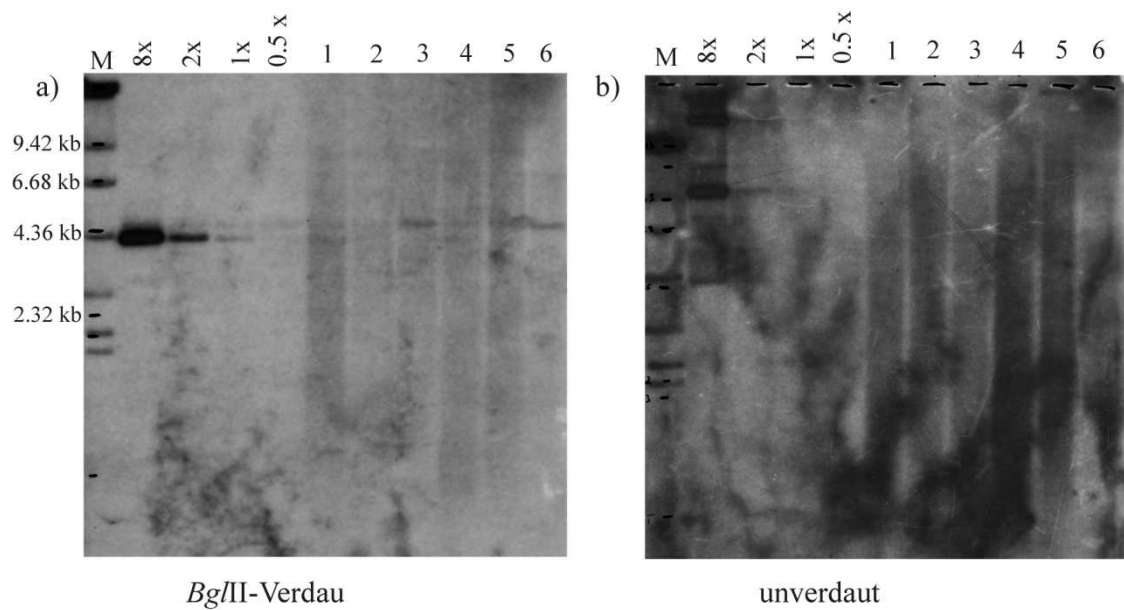 M 8x 2x 1x 0.5 x 1 2 3 4 5 6
a)
9.42 kb
6.68 kb
4.36 kb
2.32 kb
BglII-Verdau
M 8x 2x 1x 0.5 x 1 2 3 4 5 6
b)
unverdaut